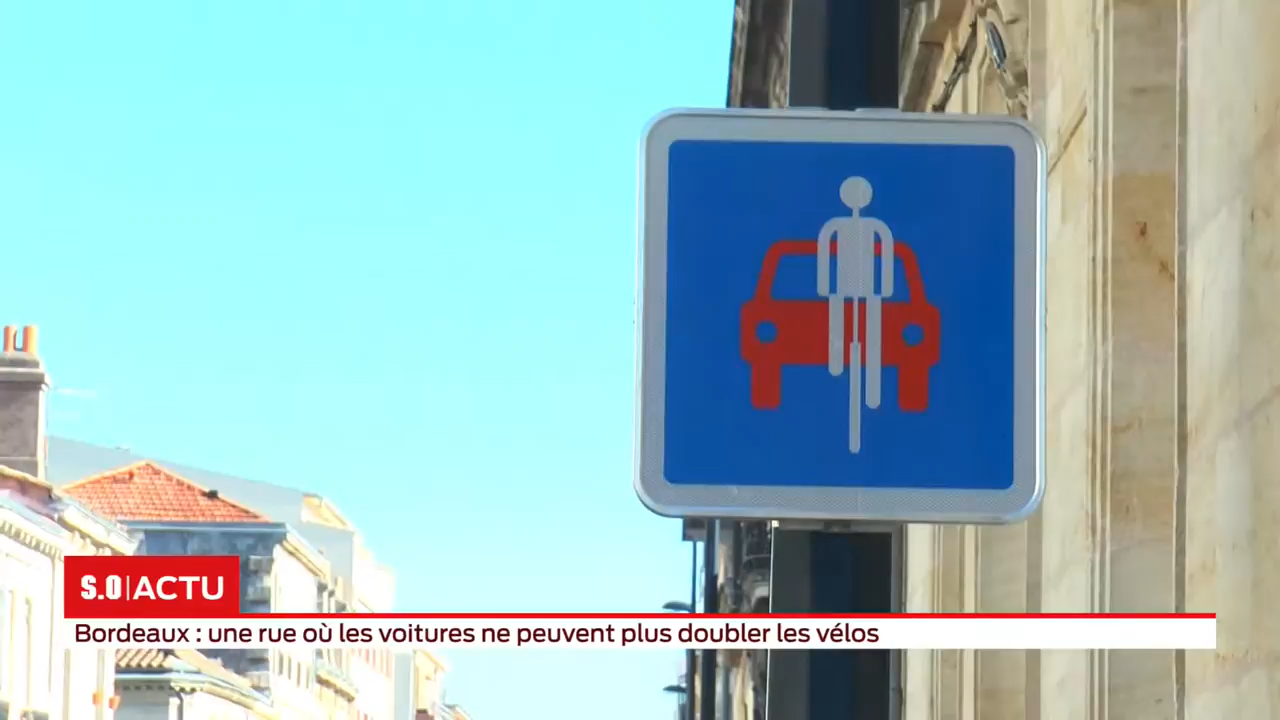 S.O|ACTU
Bordeaux : une rue où les voitures ne peuvent plus doubler les vélos